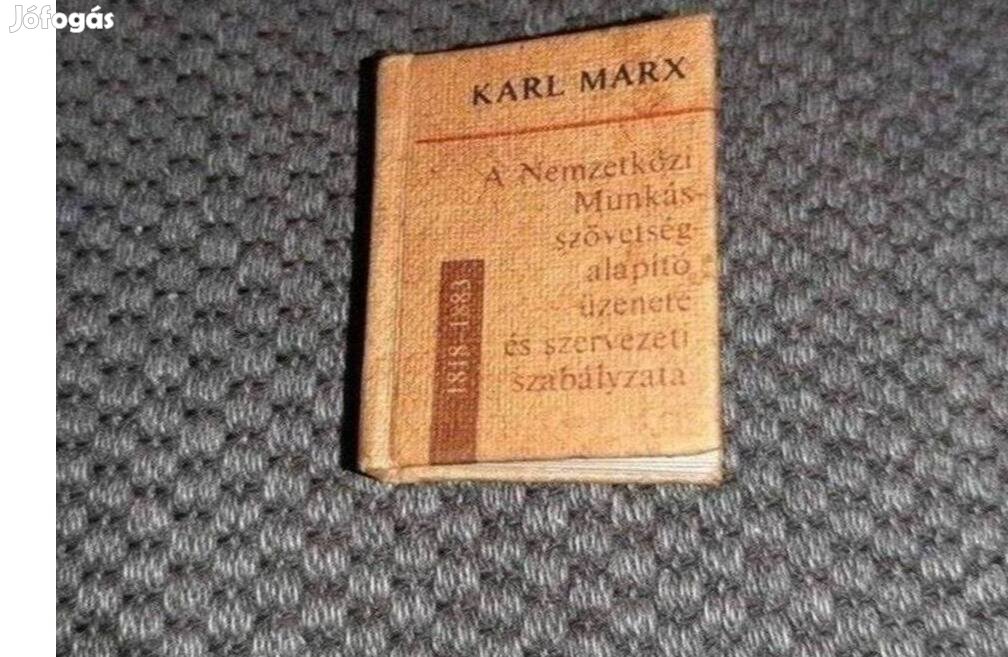 Jófogás
KARL MARX
A Nemzetközi
Munkás-
szövetség
alapító
üzenete
és szervezeti
szabályzata
1818-1883